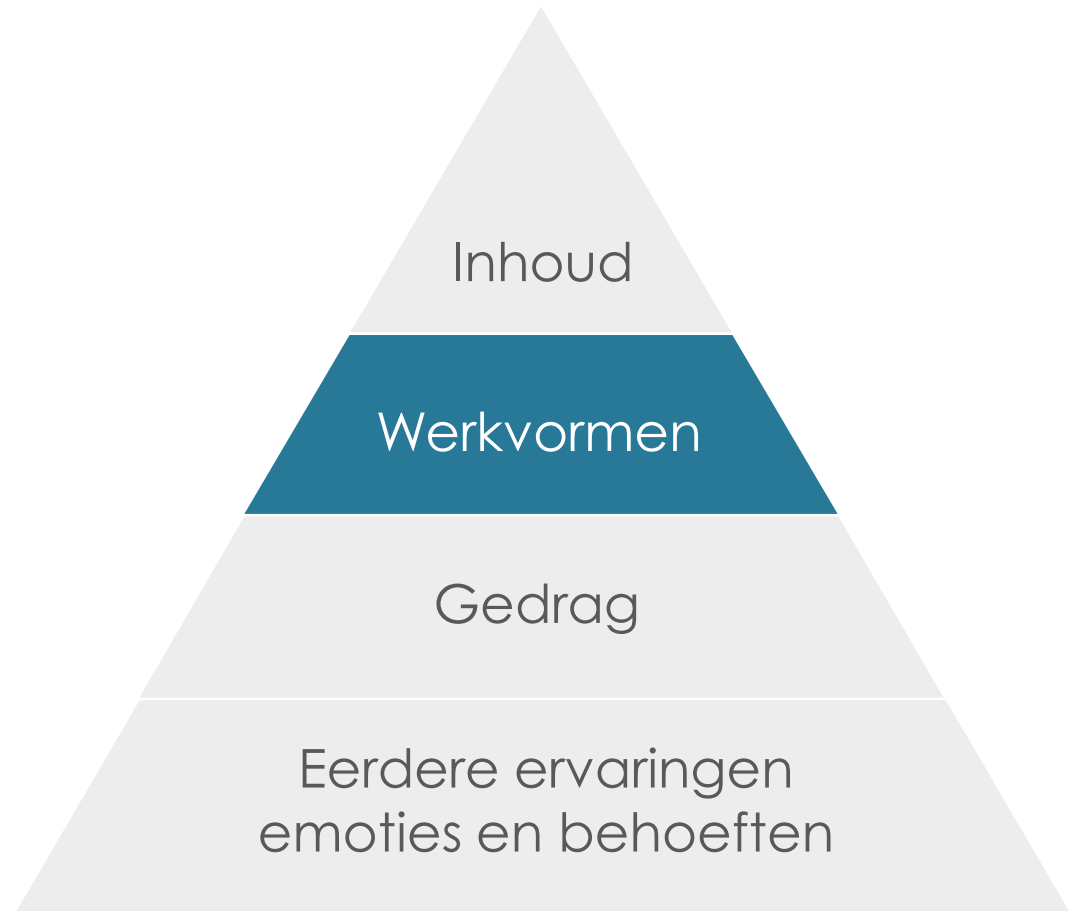 Inhoud
Werkvormen
Gedrag
Eerdere ervaringen
emoties en behoeften